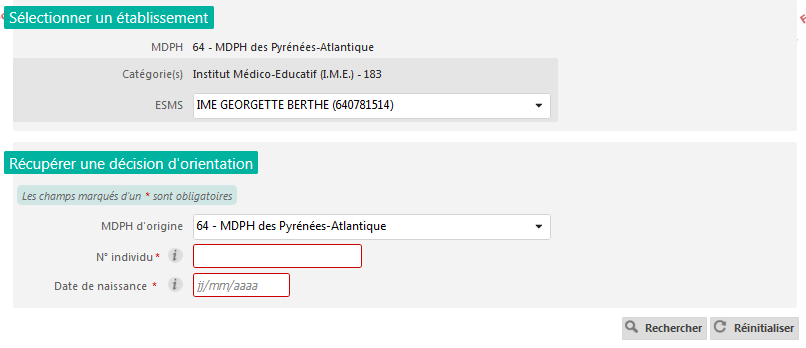 Sélectionner un établissement
MDPH 64 - MDPH des Pyrénées-Atlantique
Catégorie(s) Institut Médico-Educatif (I.M.E.) - 183
ESMS IME GEORGETTE BERTHE (640781514)
Récupérer une décision d'orientation
Les champs marqués d'un * sont obligatoires
MDPH d'origine 64 - MDPH des Pyrénées-Atlantique
N° individu * i
Date de naissance * i jj/mm/aaaa
Rechercher Réinitialiser